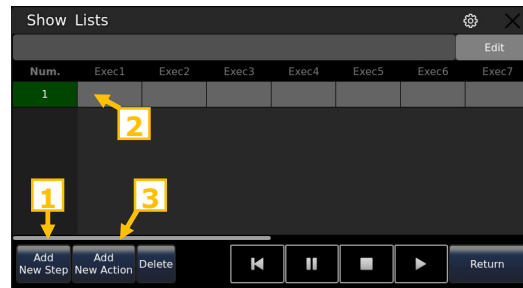 Show Lists
Edit
Num. Exec1 Exec2 Exec3 Exec4 Exec5 Exec6 Exec7
1
2
1 3
Add New Step Add New Action Delete Return